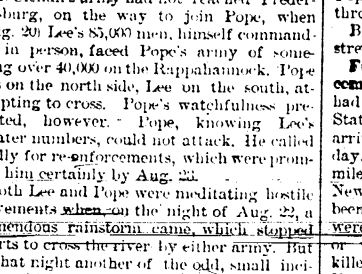 sburg, on the way to join Pope, when
g. 20) Lee's 85,000 men, himself command-
in person, faced Pope's army of some-
ng over 40,000 on the Rappahannock. Pope
s on the north side, Lee on the south, at-
pting to cross. Pope's watchfulness pre-
ted, however. Pope, knowing Lee's
ater numbers, could not attack. He called
lly for re-enforcements, which were prom-
him certainly by Aug. 23.
oth Lee and Pope were meditating hostile
vements when on the night of Aug. 22, a
mendous rainstorm came, which stopped
rts to cross the river by either army. But
hat night another of the odd, small inci-
thro
B
stre
had
Stat
arri
day
mile
New
been
were
or
kille